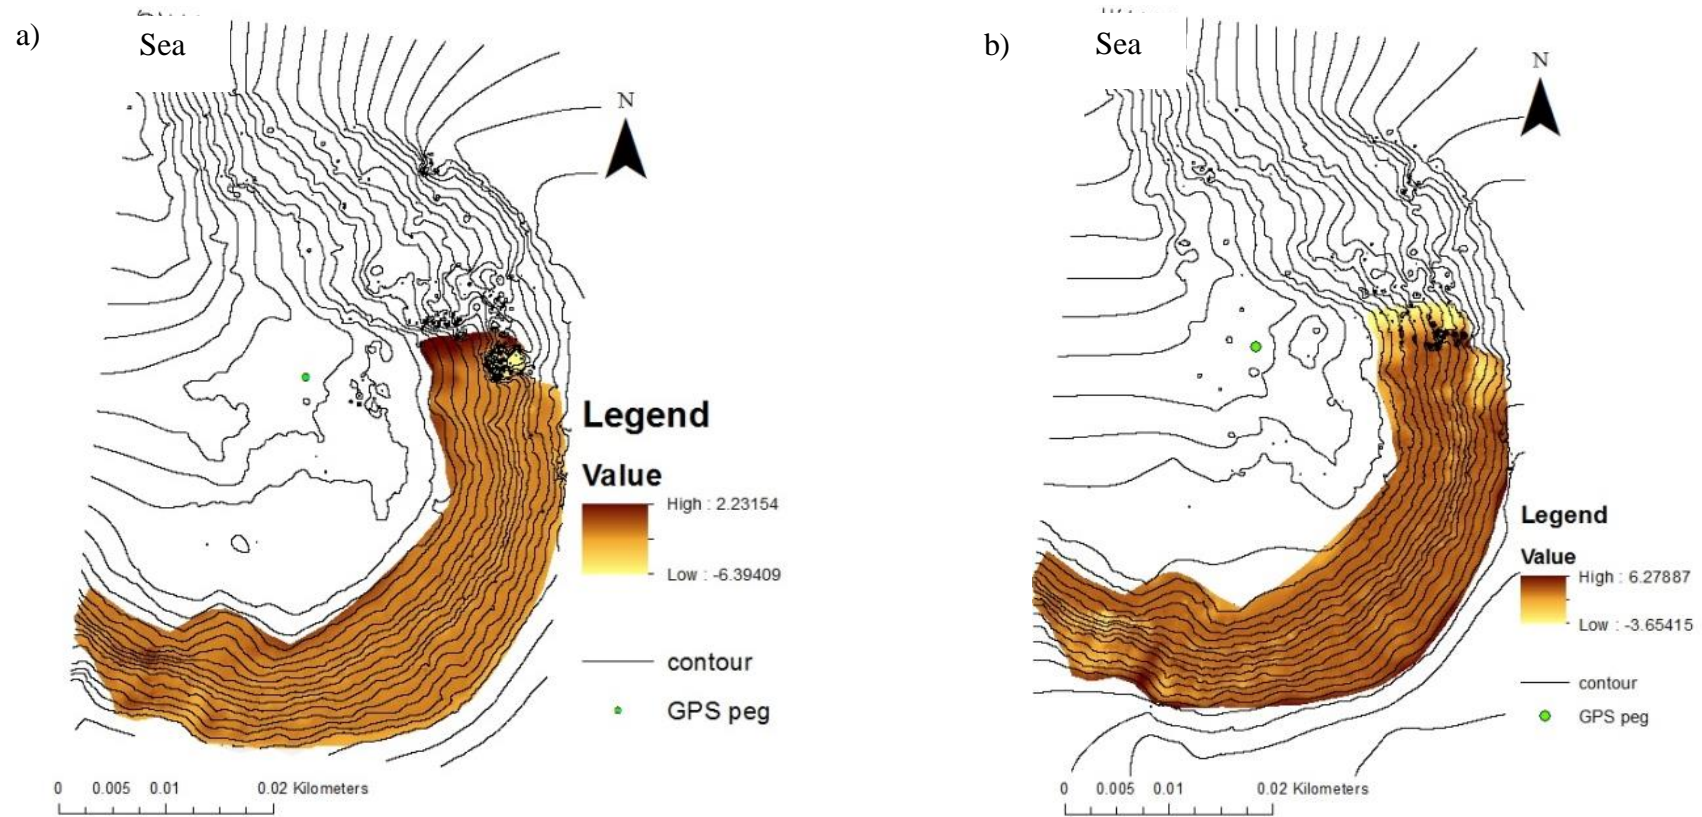 a)
Sea
N
Legend
Value
High : 2.23154
Low : -6.39409
contour
GPS peg
0 0.005 0.01 0.02 Kilometers
b)
Sea
N
Legend
Value
High : 6.27887
Low : -3.65415
contour
GPS peg
0 0.005 0.01 0.02 Kilometers